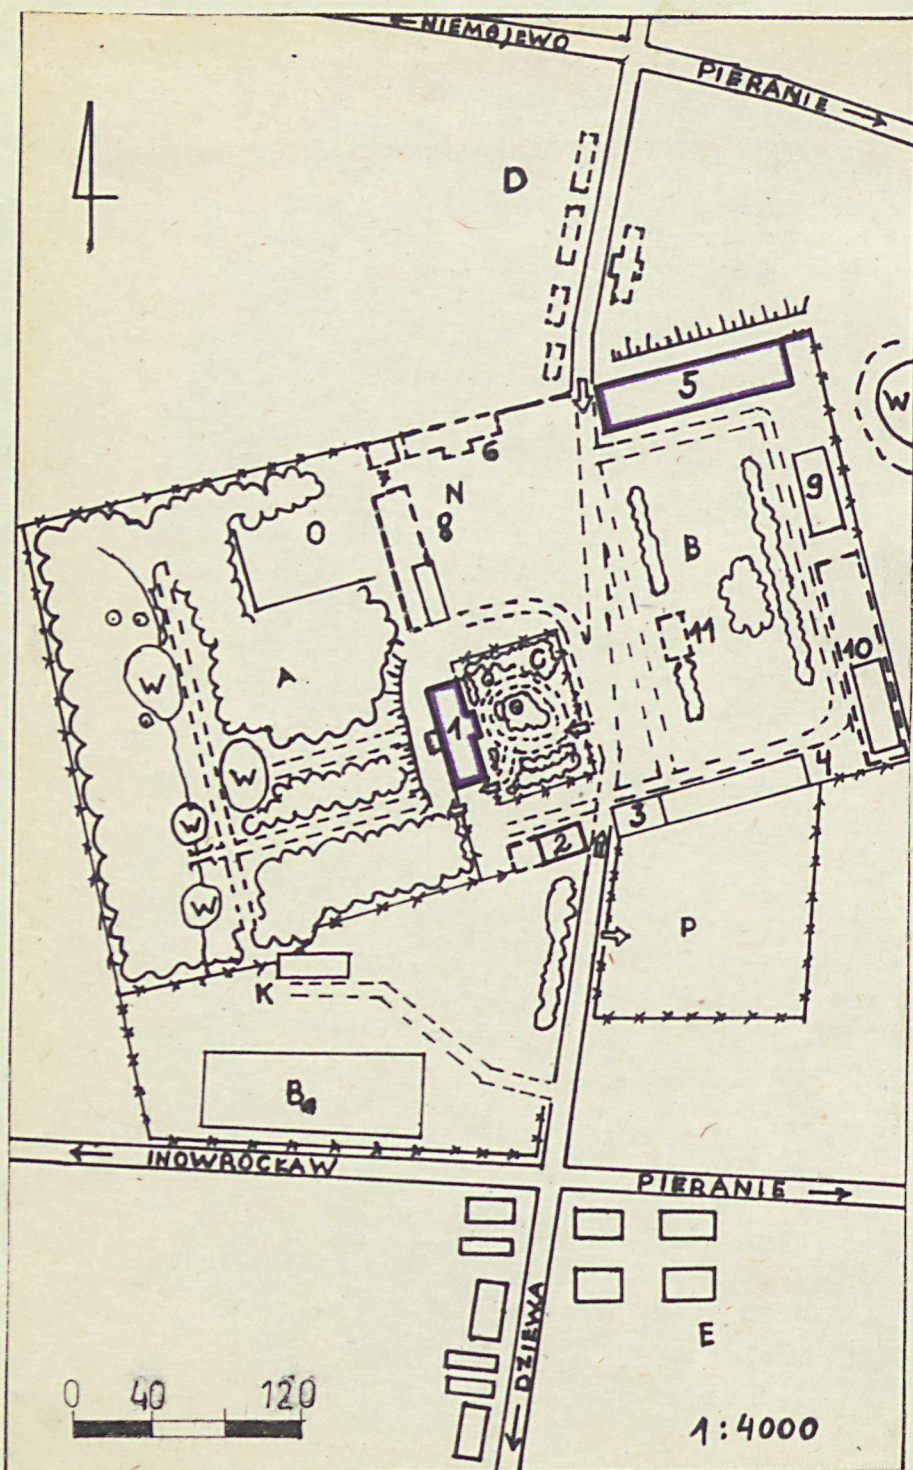 ← NIEMOJEWO
PIERANIE →
D
5
W
6
N
8
9
O
B
11
C
10
A
W
1
W
4
3
W
2
W
P
K
Ba
← INOWROCŁAW
PIERANIE →
DZIEWA
E
0 40 120
1:4000